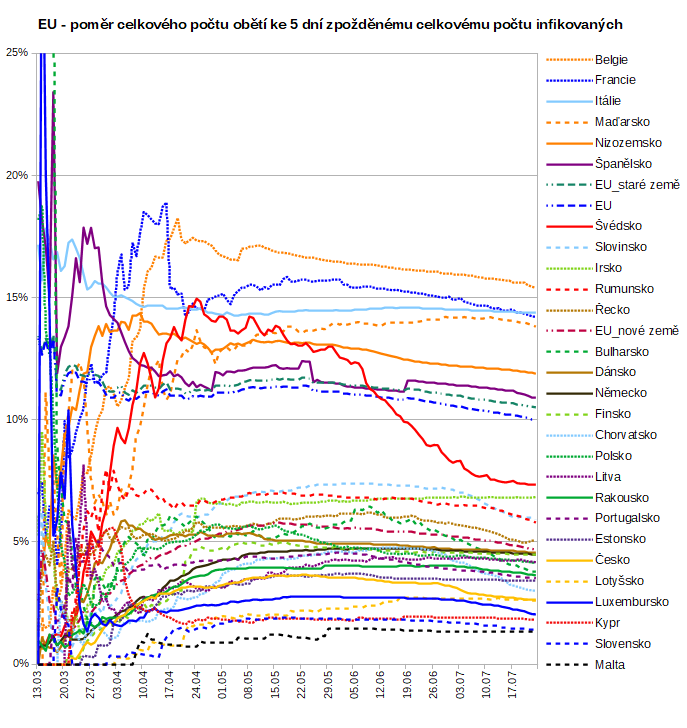 EU - poměr celkového počtu obětí ke 5 dní zpožděnému celkovému počtu infikovaných
25%
20%
15%
10%
5%
0%
13.03
20.03
27.03
03.04
10.04
17.04
24.04
01.05
08.05
15.05
22.05
29.05
05.06
12.06
19.06
26.06
03.07
10.07
17.07
Belgie
Francie
Itálie
Maďarsko
Nizozemsko
Španělsko
EU_staré země
EU
Švédsko
Slovinsko
Irsko
Rumunsko
Řecko
EU_nové země
Bulharsko
Dánsko
Německo
Finsko
Chorvatsko
Polsko
Litva
Rakousko
Portugalsko
Estonsko
Česko
Lotyšsko
Luxembursko
Kypr
Slovensko
Malta